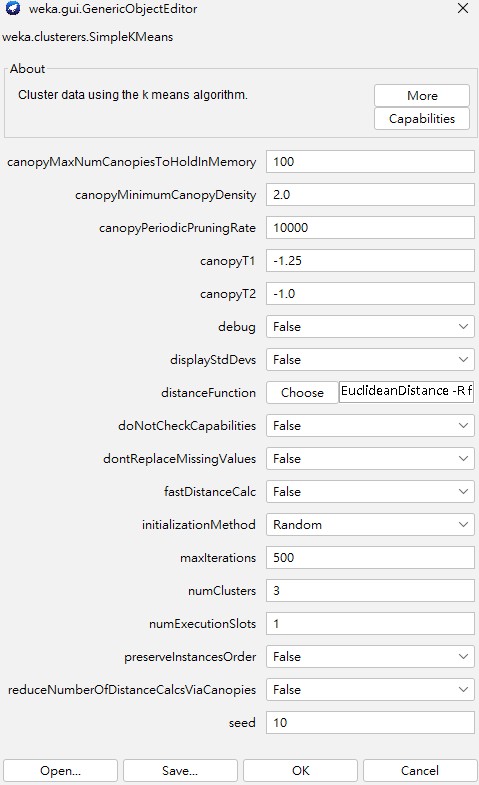 weka.gui.GenericObjectEditor
weka.clusterers.SimpleKMeans
About
Cluster data using the k means algorithm.
More
Capabilities
canopyMaxNumCanopiesToHoldInMemory 100
canopyMinimumCanopyDensity 2.0
canopyPeriodicPruningRate 10000
canopyT1 -1.25
canopyT2 -1.0
debug False
displayStdDevs False
distanceFunction Choose EuclideanDistance -R f
doNotCheckCapabilities False
dontReplaceMissingValues False
fastDistanceCalc False
initializationMethod Random
maxIterations 500
numClusters 3
numExecutionSlots 1
preserveInstancesOrder False
reduceNumberOfDistanceCalcsViaCanopies False
seed 10
Open... Save... OK Cancel